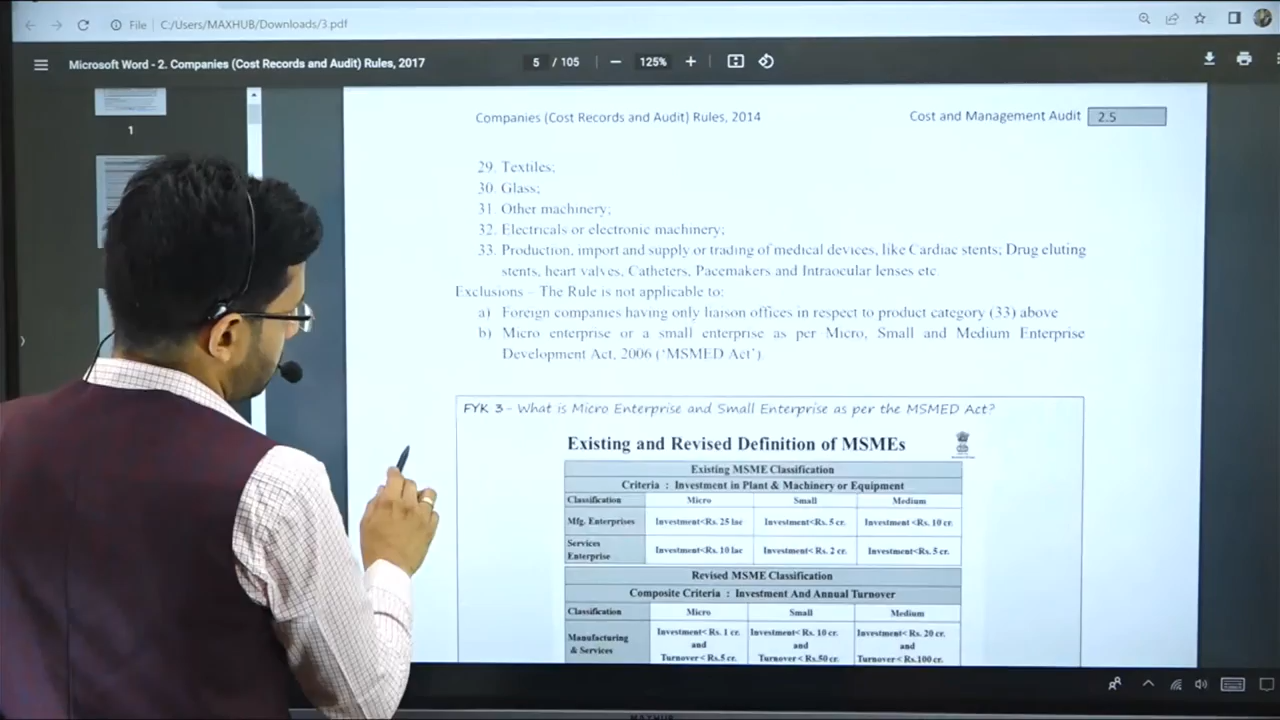 File
C:/Users/MAXHUB/Downloads/3.pdf
Microsoft Word - 2. Companies (Cost Records and Audit) Rules, 2017
5 / 105
125%
1
Companies (Cost Records and Audit) Rules, 2014 Cost and Management Audit 2.5
29. Textiles;
30. Glass;
31. Other machinery;
32. Electricals or electronic machinery;
33. Production, import and supply or trading of medical devices, like Cardiac stents; Drug eluting
stents, heart valves, Catheters, Pacemakers and Intraocular lenses etc.
Exclusions – The Rule is not applicable to:
a) Foreign companies having only liaison offices in respect to product category (33) above
b) Micro enterprise or a small enterprise as per Micro, Small and Medium Enterprise
Development Act, 2006 ('MSMED Act').
FYK 3 - What is Micro Enterprise and Small Enterprise as per the MSMED Act?
Existing and Revised Definition of MSMEs
Existing MSME Classification
Criteria : Investment in Plant & Machinery or Equipment
Classification Micro Small Medium
Mfg. Enterprises Investment<Rs. 25 lac Investment<Rs. 5 cr. Investment <Rs. 10 cr.
Services Enterprise Investment<Rs. 10 lac Investment< Rs. 2 cr. Investment<Rs. 5 cr.
Revised MSME Classification
Composite Criteria : Investment And Annual Turnover
Classification Micro Small Medium
Manufacturing & Services
Investment< Rs. 1 cr. Investment< Rs. 10 cr. Investment< Rs. 20 cr.
and and and
Turnover < Rs.5 cr. Turnover < Rs.50 cr. Turnover < Rs.100 cr.
MAXHUB